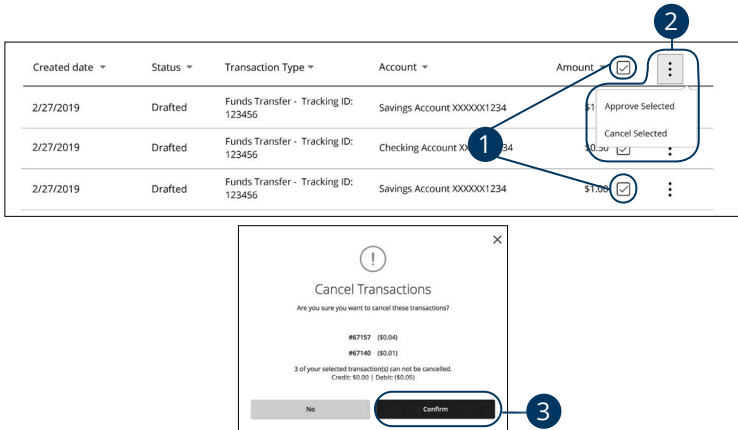 2
Created date Status Transaction Type Account Amount
2/27/2019 Drafted Funds Transfer - Tracking ID: 123456 Savings Account XXXXXX1234 $1
Approve Selected
Cancel Selected
1
2/27/2019 Drafted Funds Transfer - Tracking ID: 123456 Checking Account XX 34 $0.50
2/27/2019 Drafted Funds Transfer - Tracking ID: 123456 Savings Account XXXXXX1234 $1.00
Cancel Transactions
Are you sure you want to cancel these transactions?
#67157 ($0.04)
#67140 ($0.01)
3 of your selected transaction(s) can not be cancelled.
Credit: $0.00 | Debit: ($0.05)
No Confirm
3